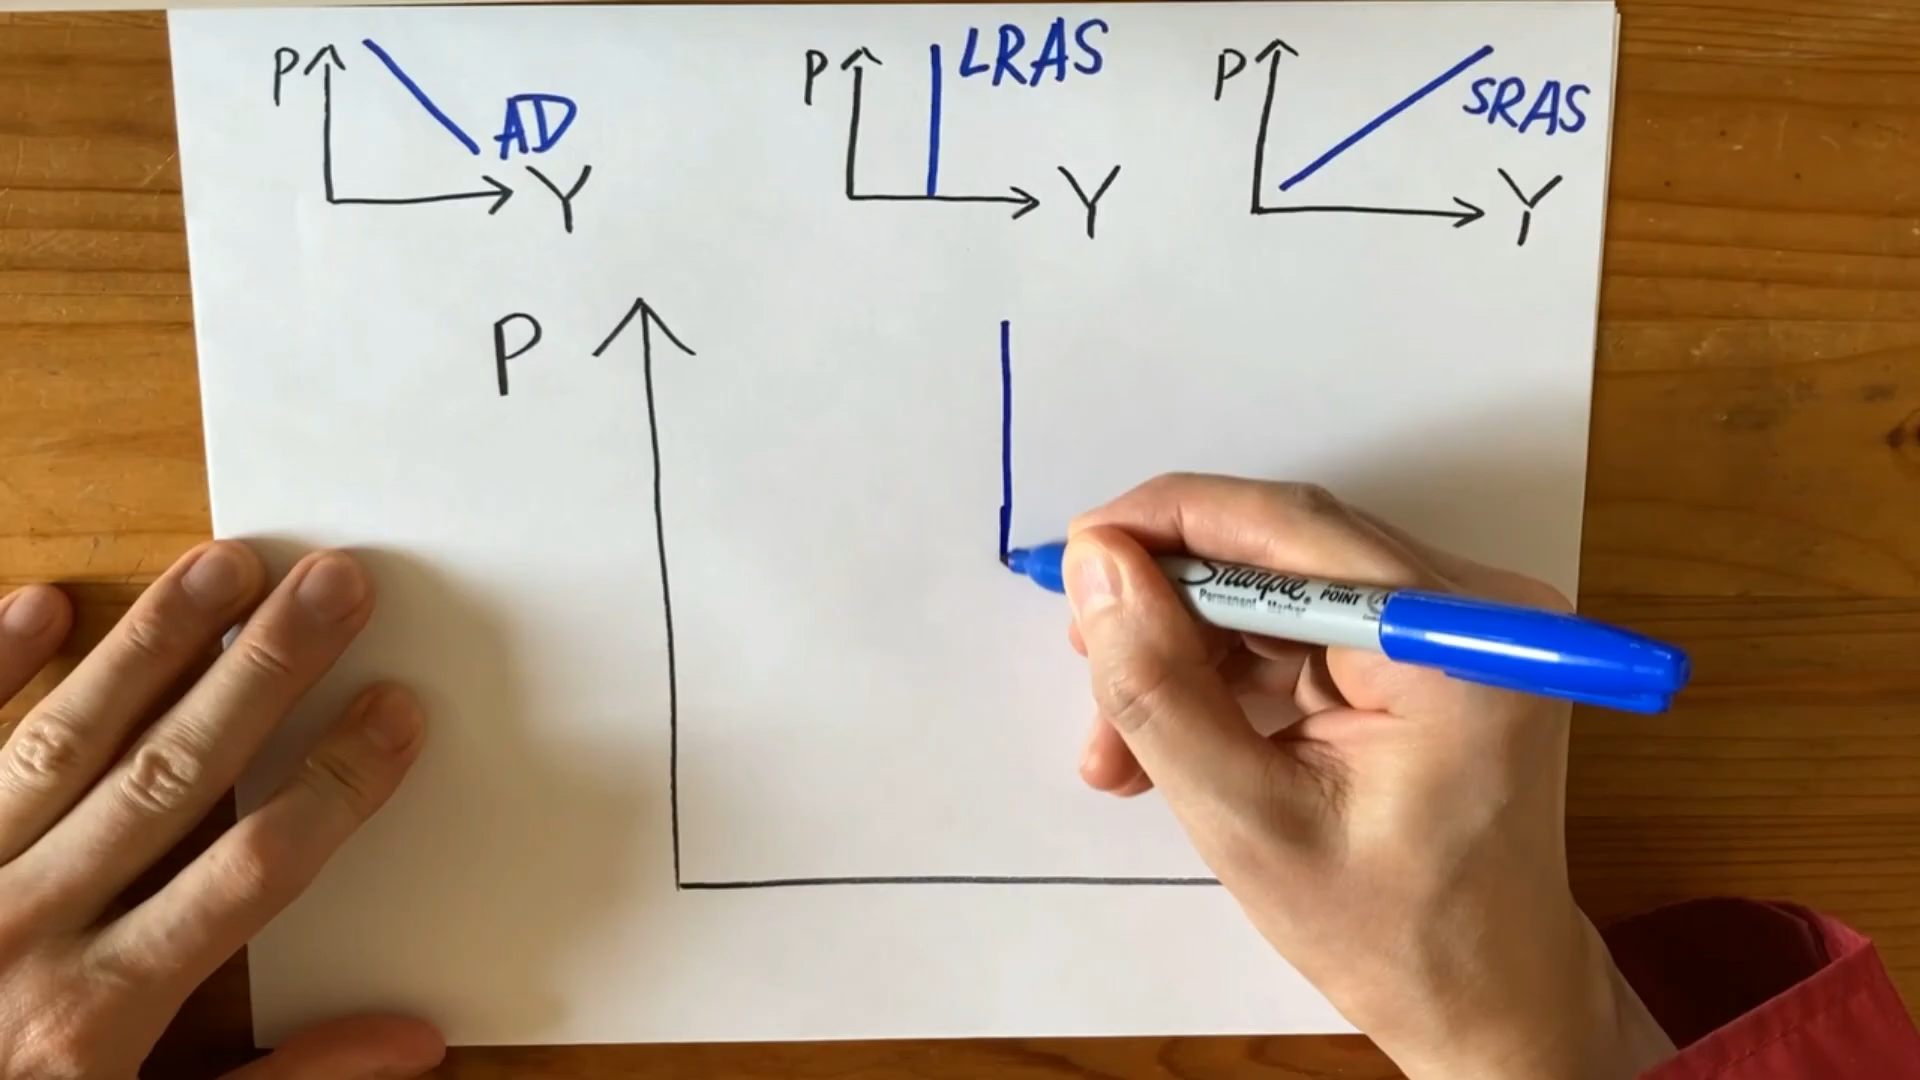 P
AD
Y
P
LRAS
Y
P
SRAS
Y
P
Sharpie.
Permanent Marker
POINT